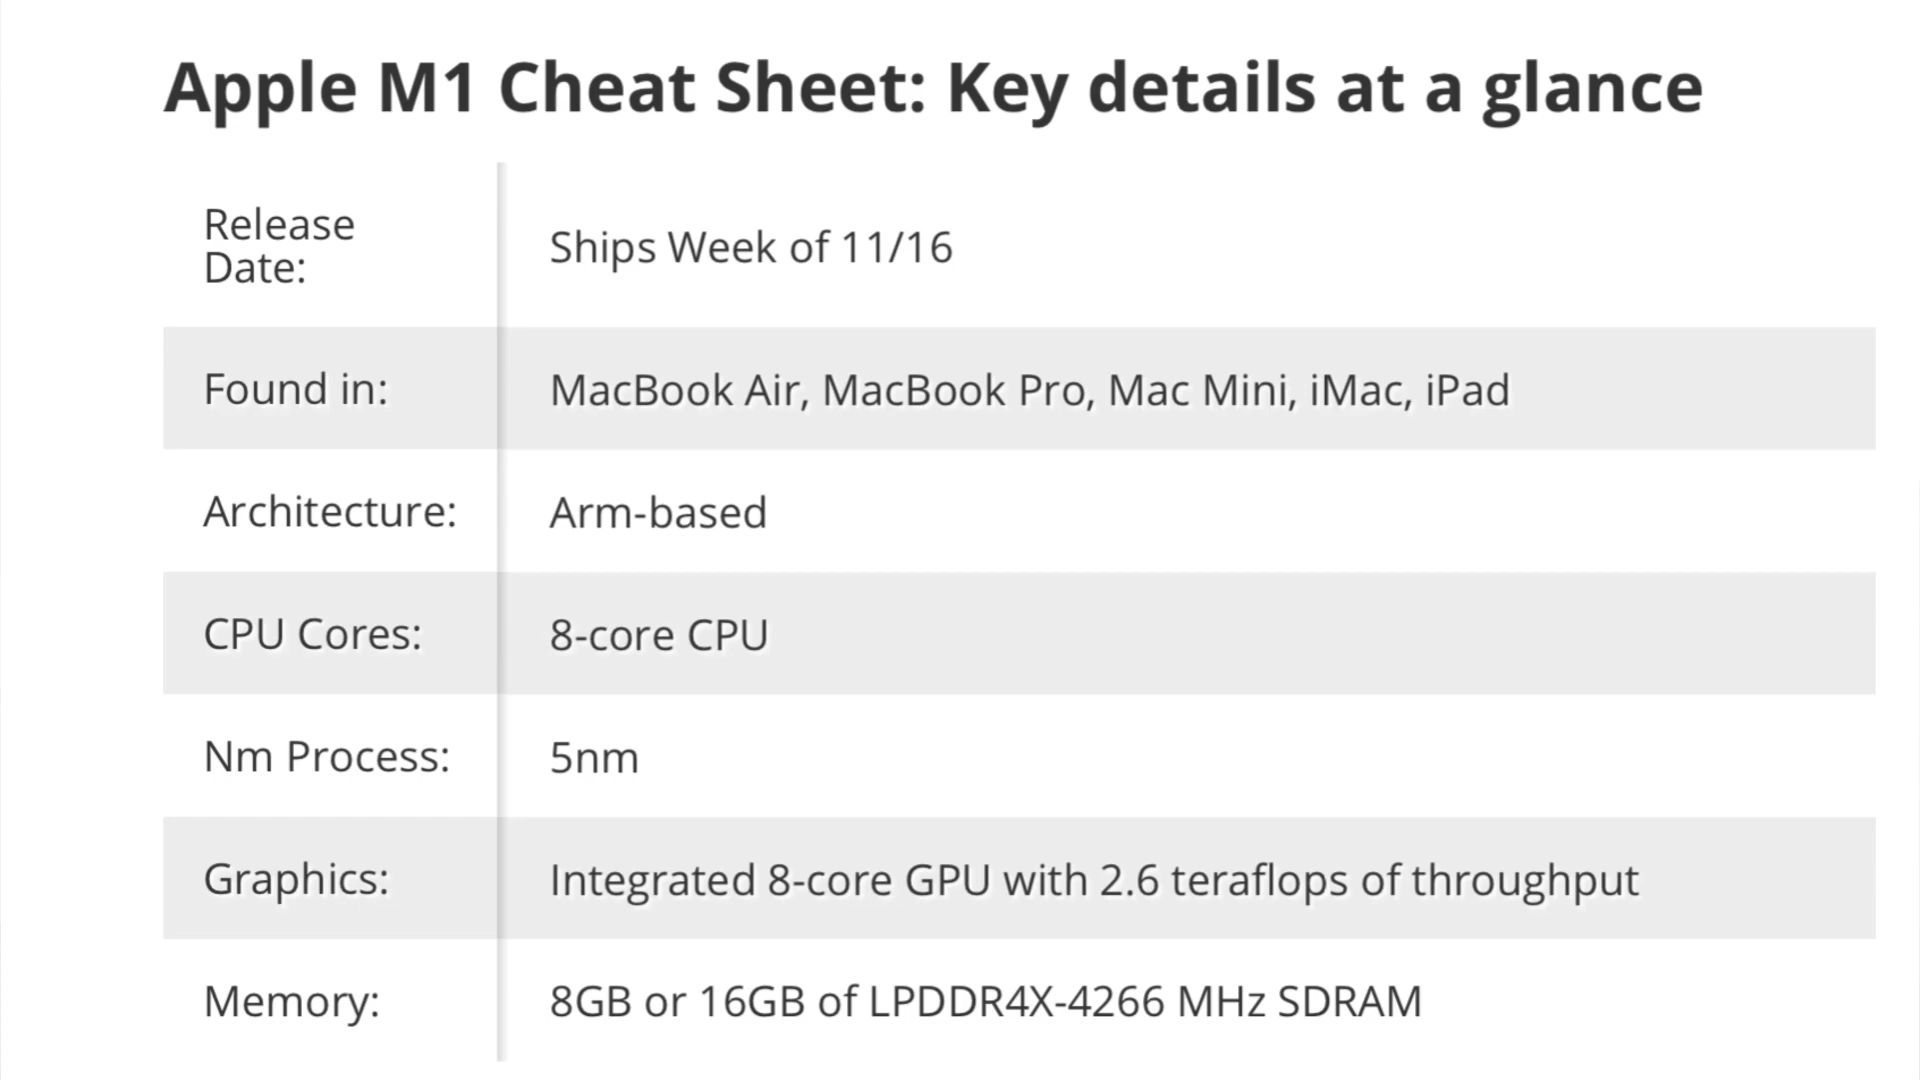 Apple M1 Cheat Sheet: Key details at a glance
Release
Date:
Ships Week of 11/16
Found in:
MacBook Air, MacBook Pro, Mac Mini, iMac, iPad
Architecture:
Arm-based
CPU Cores:
8-core CPU
Nm Process:
5nm
Graphics:
Integrated 8-core GPU with 2.6 teraflops of throughput
Memory:
8GB or 16GB of LPDDR4X-4266 MHz SDRAM